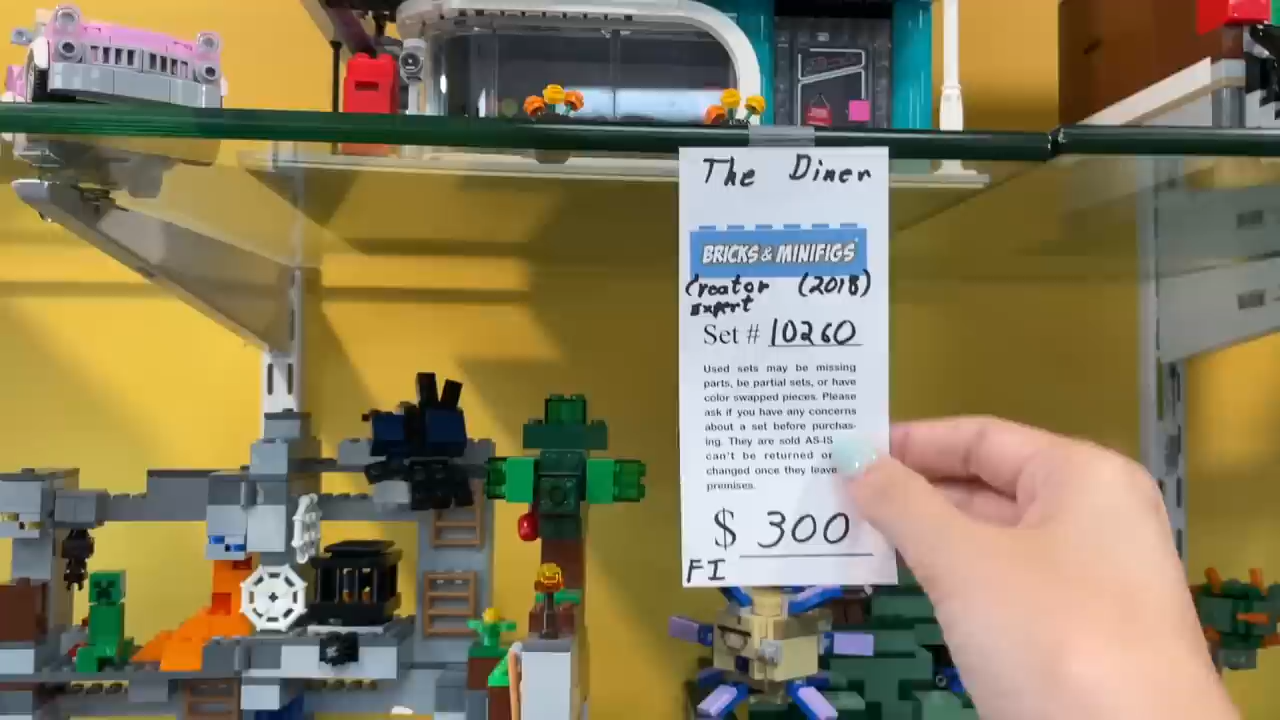 The Diner
BRICKS & MINIFIGS
Creator (2018)
Expert
Set # 10260
Used sets may be missing
parts, be partial sets, or have
color swapped pieces. Please
ask if you have any concerns
about a set before purchas-
ing. They are sold AS-IS
can't be returned or
changed once they leave
premises.
$ 300
FI